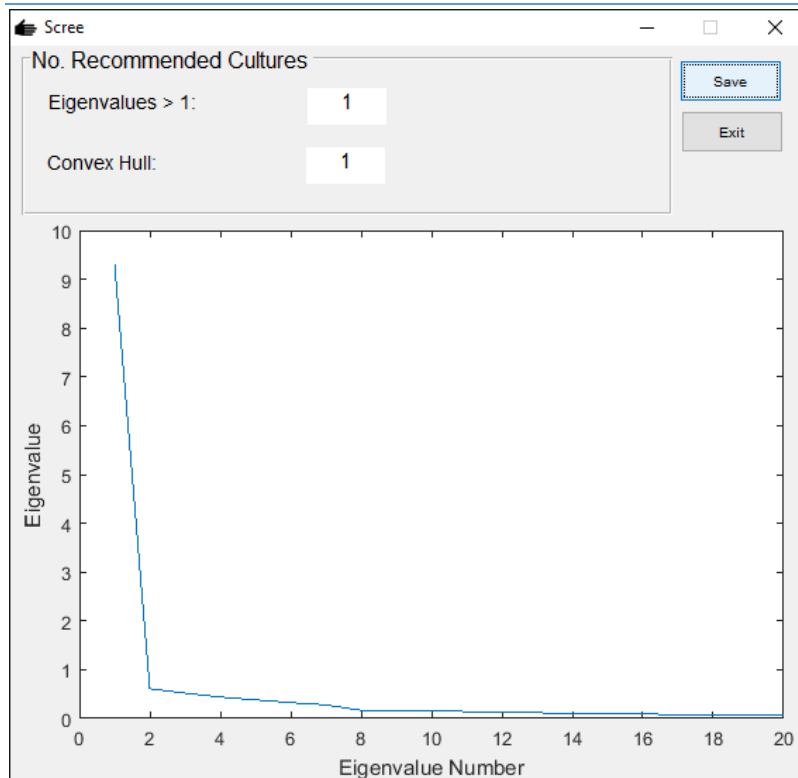 Scree
No. Recommended Cultures
Eigenvalues > 1: 1
Convex Hull: 1
Save
Exit
10
9
8
7
6
5
4
3
2
1
0
Eigenvalue
0 2 4 6 8 10 12 14 16 18 20
Eigenvalue Number